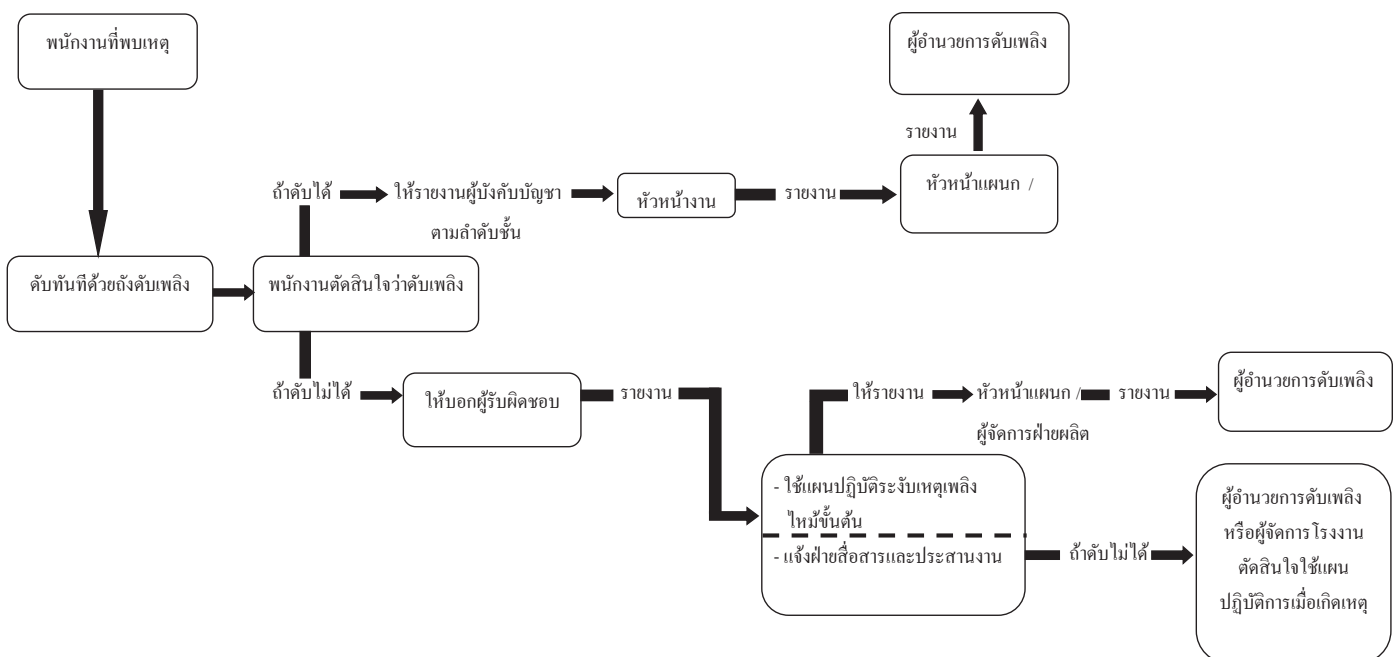 พนักงานที่พบเหตุ
ผู้อำนวยการดับเพลิง
รายงาน
ถ้าดับได้
ให้รายงานผู้บังคับบัญชา
ตามลำดับชั้น
หัวหน้างาน
รายงาน
หัวหน้าแผนก /
ดับทันทีด้วยถังดับเพลิง
พนักงานตัดสินใจว่าดับเพลิง
ถ้าดับไม่ได้
ให้บอกผู้รับผิดชอบ
รายงาน
ให้รายงาน
หัวหน้าแผนก /
ผู้จัดการฝ่ายผลิต
รายงาน
ผู้อำนวยการดับเพลิง
- ใช้แผนปฏิบัติระงับเหตุเพลิง
ไหม้ขั้นต้น
- แจ้งฝ่ายสื่อสารและประสานงาน
ถ้าดับไม่ได้
ผู้อำนวยการดับเพลิง
หรือผู้จัดการโรงงาน
ตัดสินใจใช้แผน
ปฏิบัติการเมื่อเกิดเหตุ